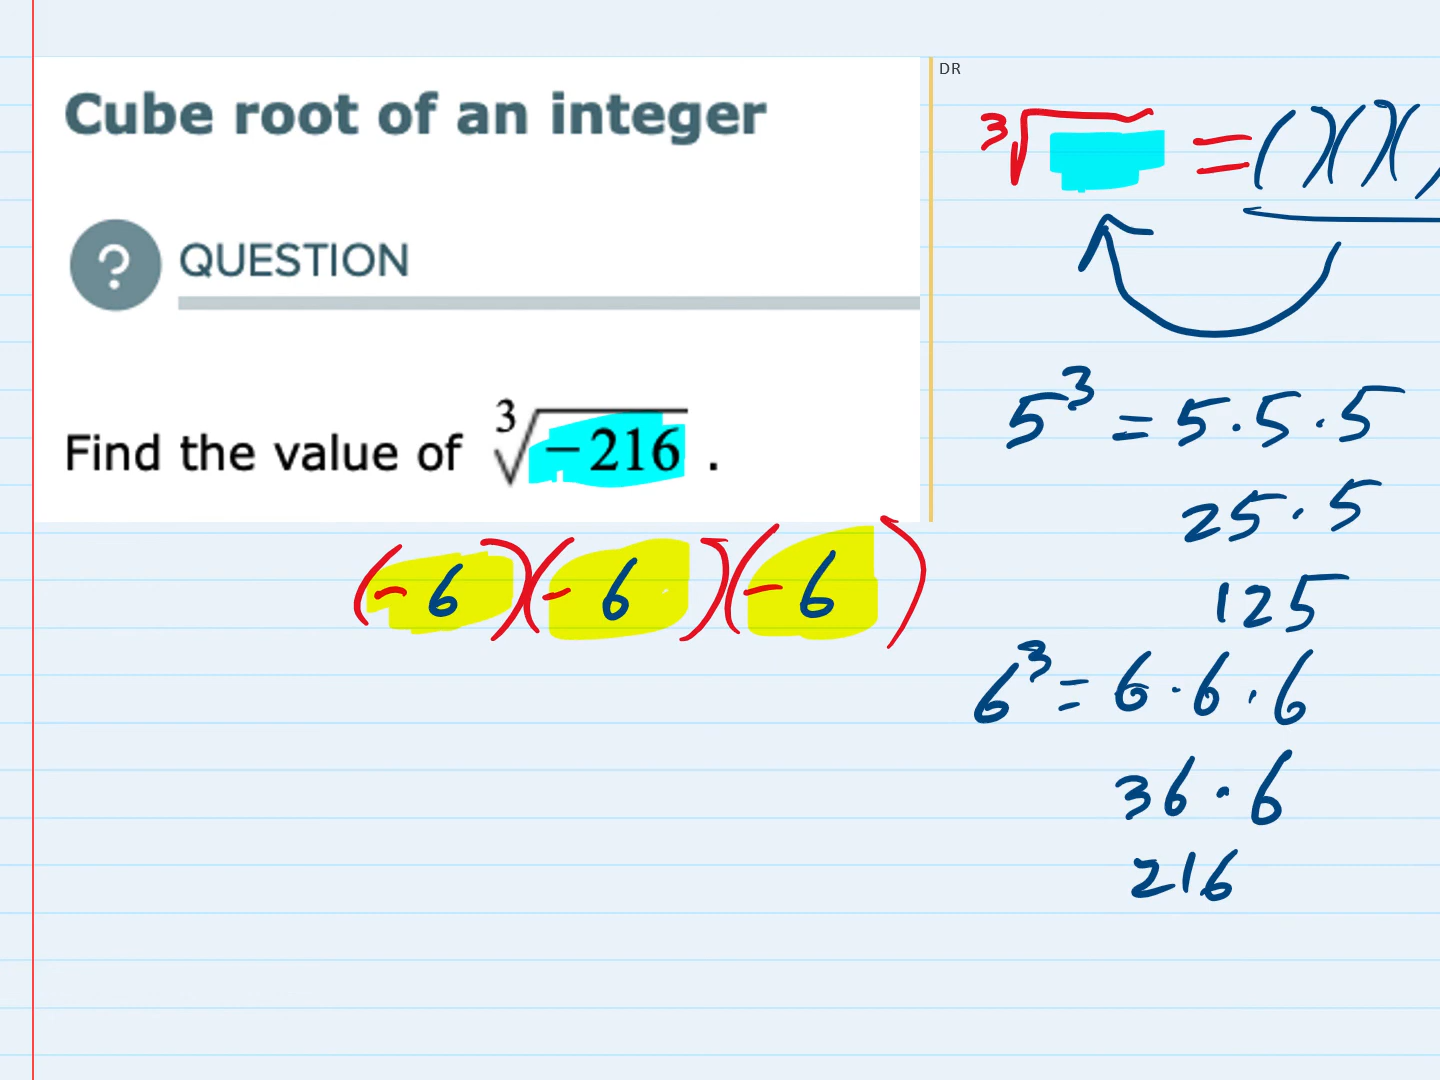 Cube root of an integer
? QUESTION
Find the value of ∛−216 .
(−6)(−6)(−6)
DR
∛ = ( )( )( )
5³ = 5 · 5 · 5
25 · 5
125
6³ = 6 · 6 · 6
36 · 6
216